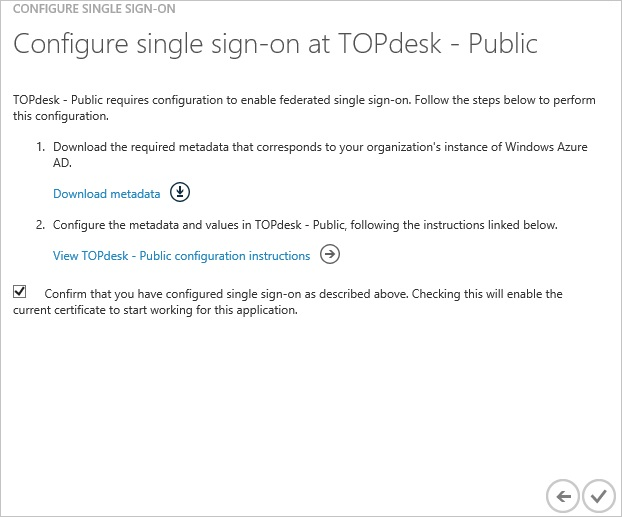 CONFIGURE SINGLE SIGN-ON
Configure single sign-on at TOPdesk - Public
TOPdesk - Public requires configuration to enable federated single sign-on. Follow the steps below to perform
this configuration.
1. Download the required metadata that corresponds to your organization's instance of Windows Azure
AD.
Download metadata
2. Configure the metadata and values in TOPdesk - Public, following the instructions linked below.
View TOPdesk - Public configuration instructions
Confirm that you have configured single sign-on as described above. Checking this will enable the
current certificate to start working for this application.